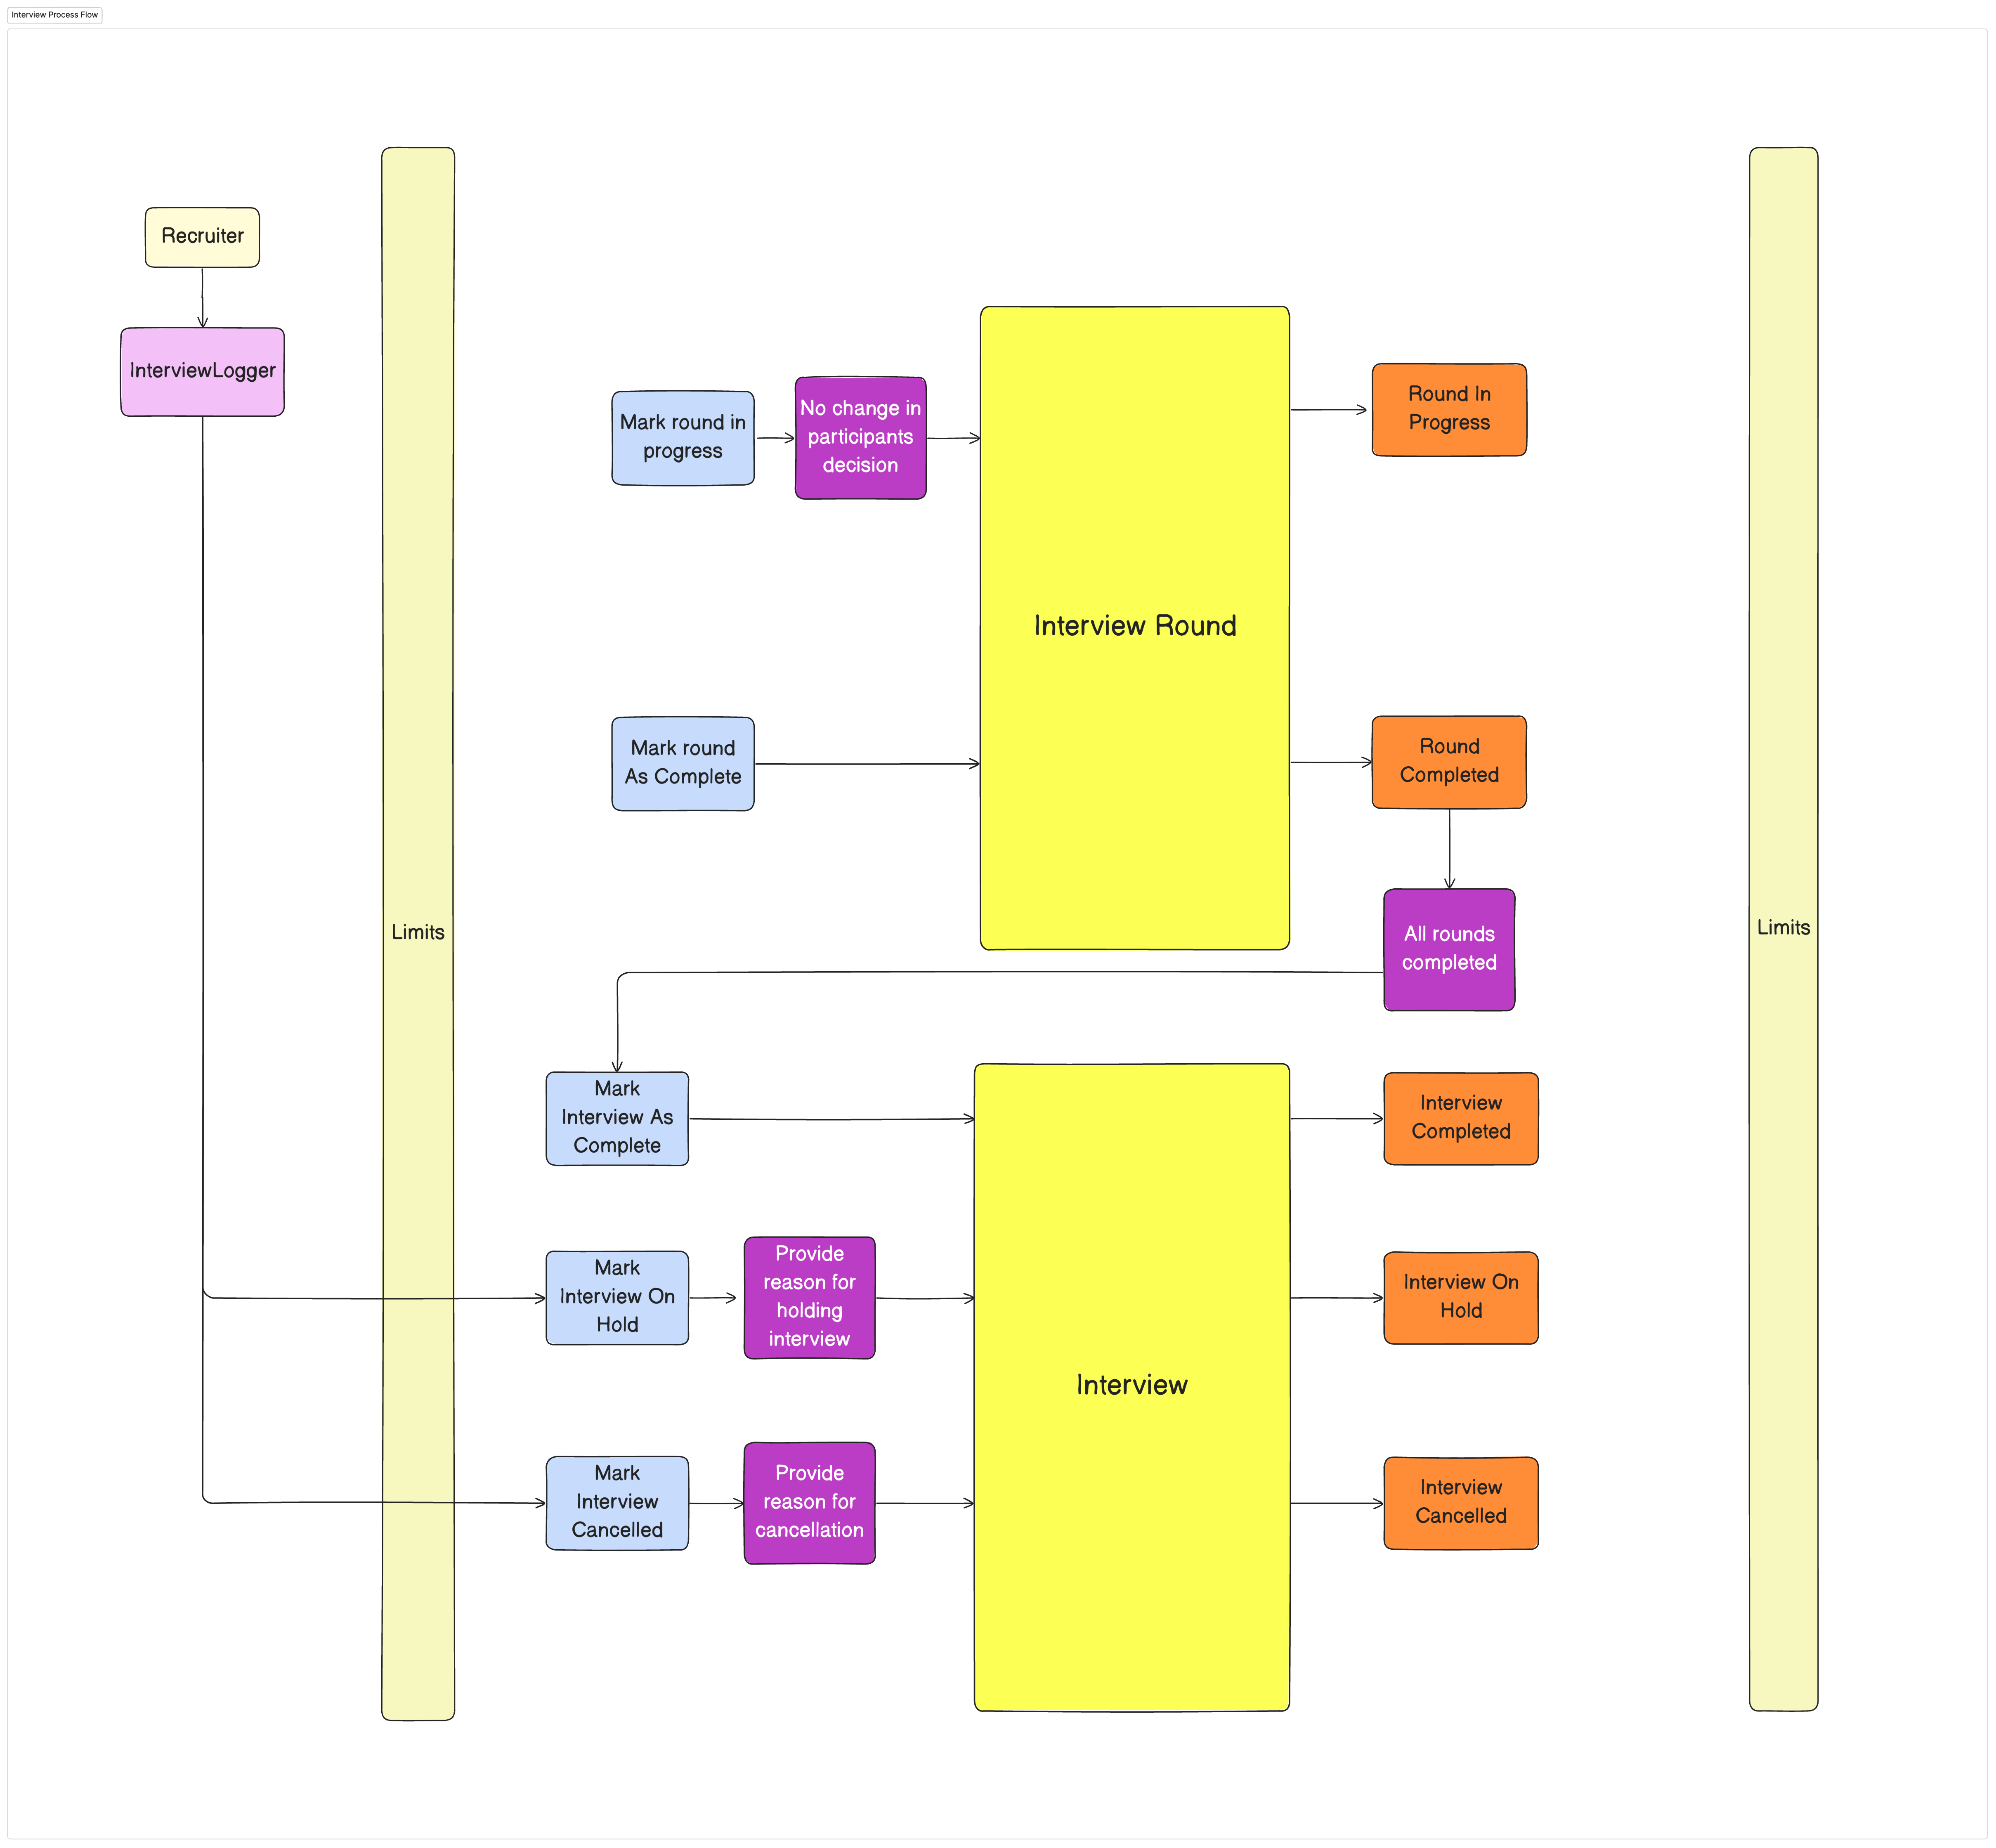 Interview Process Flow
Recruiter
InterviewLogger
Limits
Mark round in
progress
No change in
participants
decision
Interview Round
Round In
Progress
Mark round
As Complete
Round
Completed
All rounds
completed
Limits
Mark
Interview As
Complete
Interview
Completed
Mark
Interview On
Hold
Provide
reason for
holding
interview
Interview
Interview On
Hold
Mark
Interview
Cancelled
Provide
reason for
cancellation
Interview
Cancelled